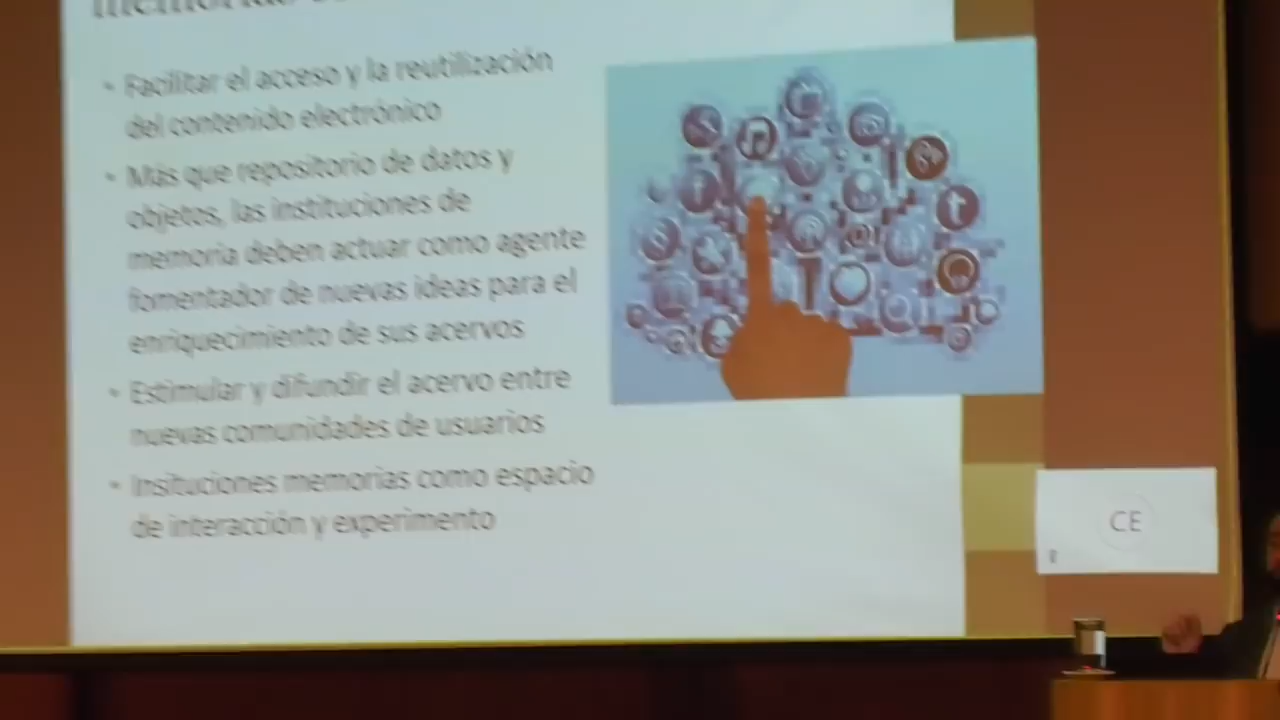 • Facilitar el acceso y la reutilización
del contenido electrónico
• Más que repositorio de datos y
objetos, las instituciones de
memoria deben actuar como agente
fomentador de nuevas ideas para el
enriquecimiento de sus acervos
• Estimular y difundir el acervo entre
nuevas comunidades de usuarios
• Insituciones memorias como espacio
de interacción y experimento
CE